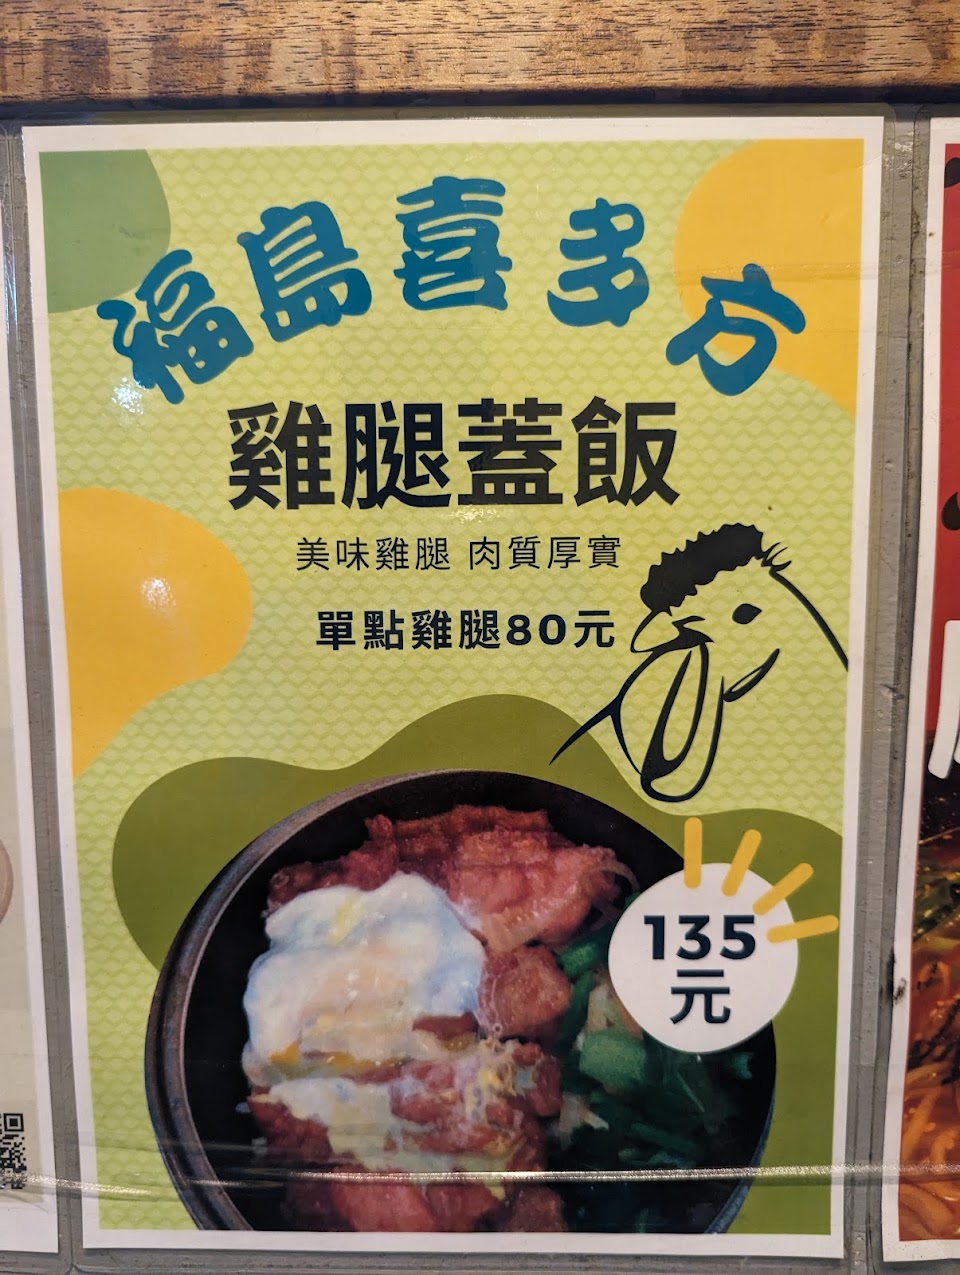 福島喜多方
雞腿蓋飯
美味雞腿 肉質厚實
單點雞腿80元
135
元